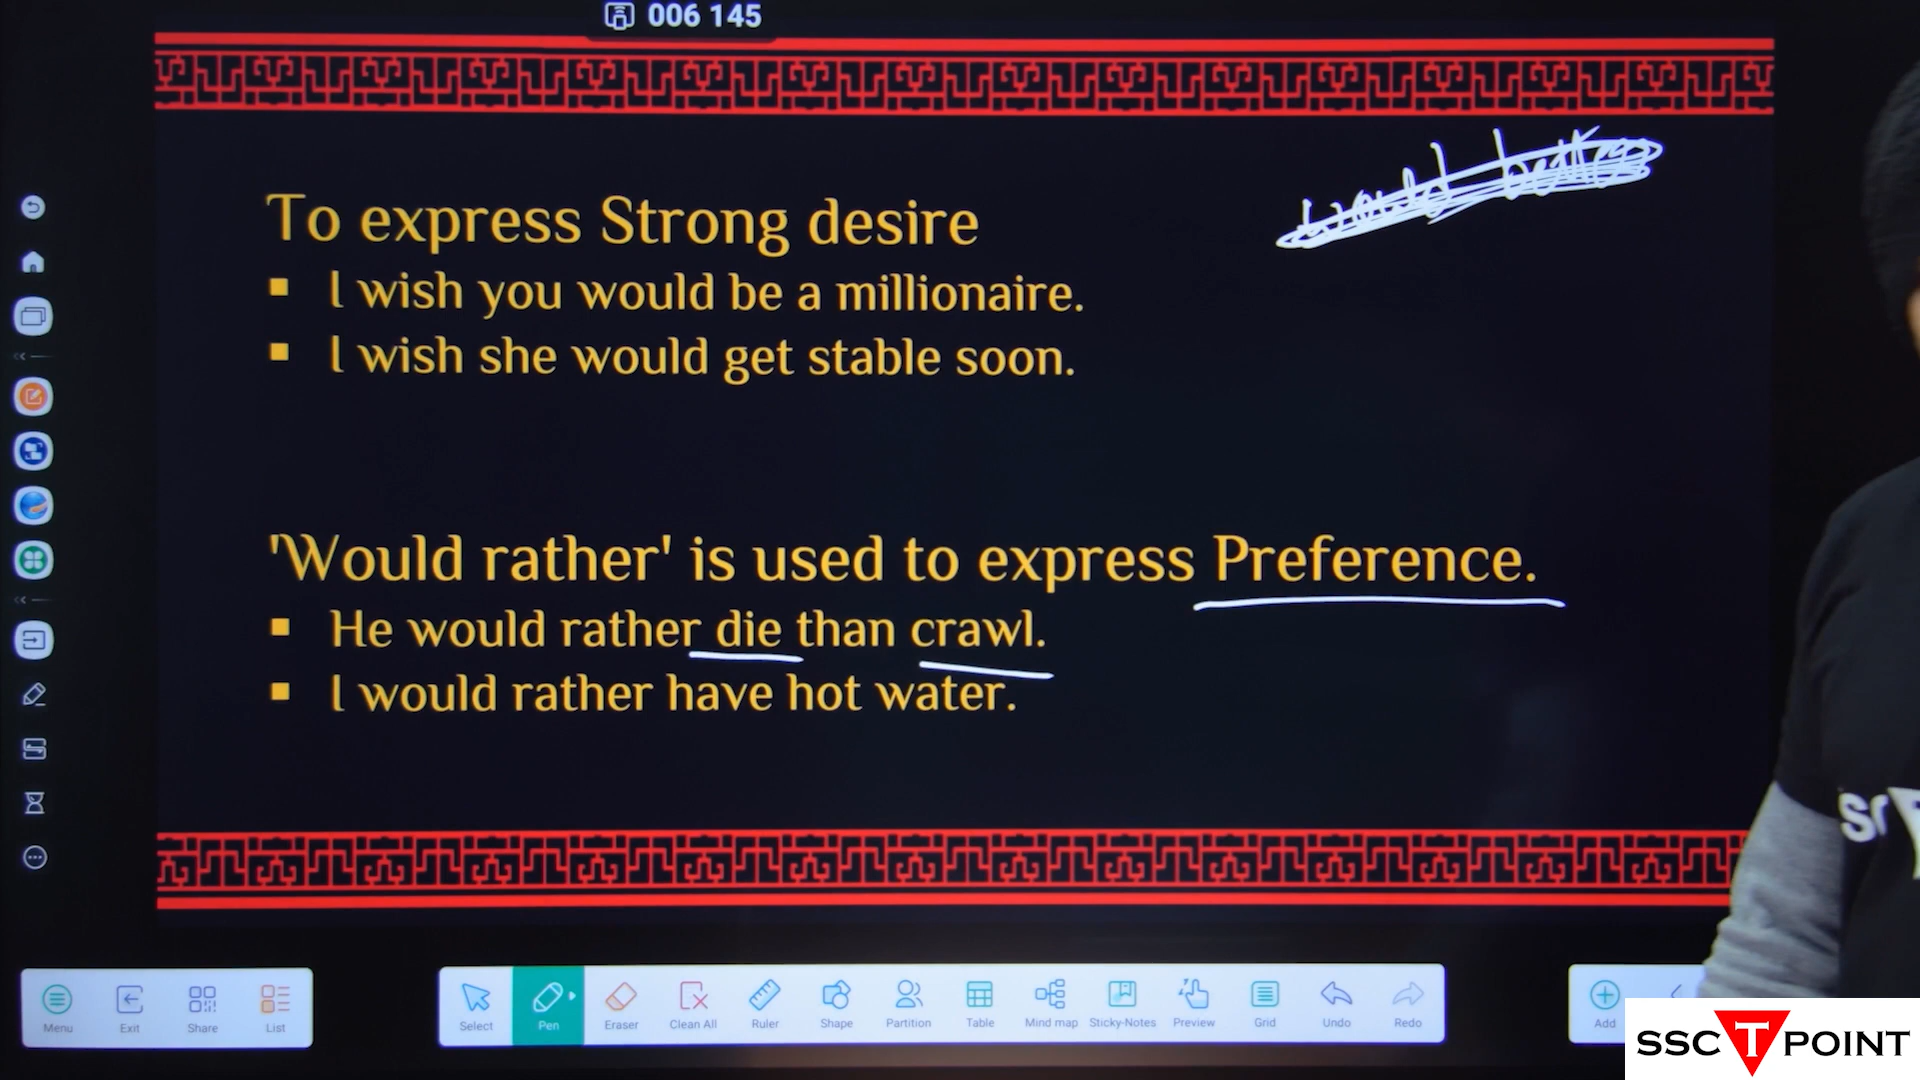 006 145
would better
To express Strong desire
▪ I wish you would be a millionaire.
▪ I wish she would get stable soon.
'Would rather' is used to express Preference.
▪ He would rather die than crawl.
▪ I would rather have hot water.
Menu Exit Share List
Select Pen Eraser Clean All Ruler Shape Partition Table Mind map Sticky-Notes Preview Grid Undo Redo
Add
SSC T POINT